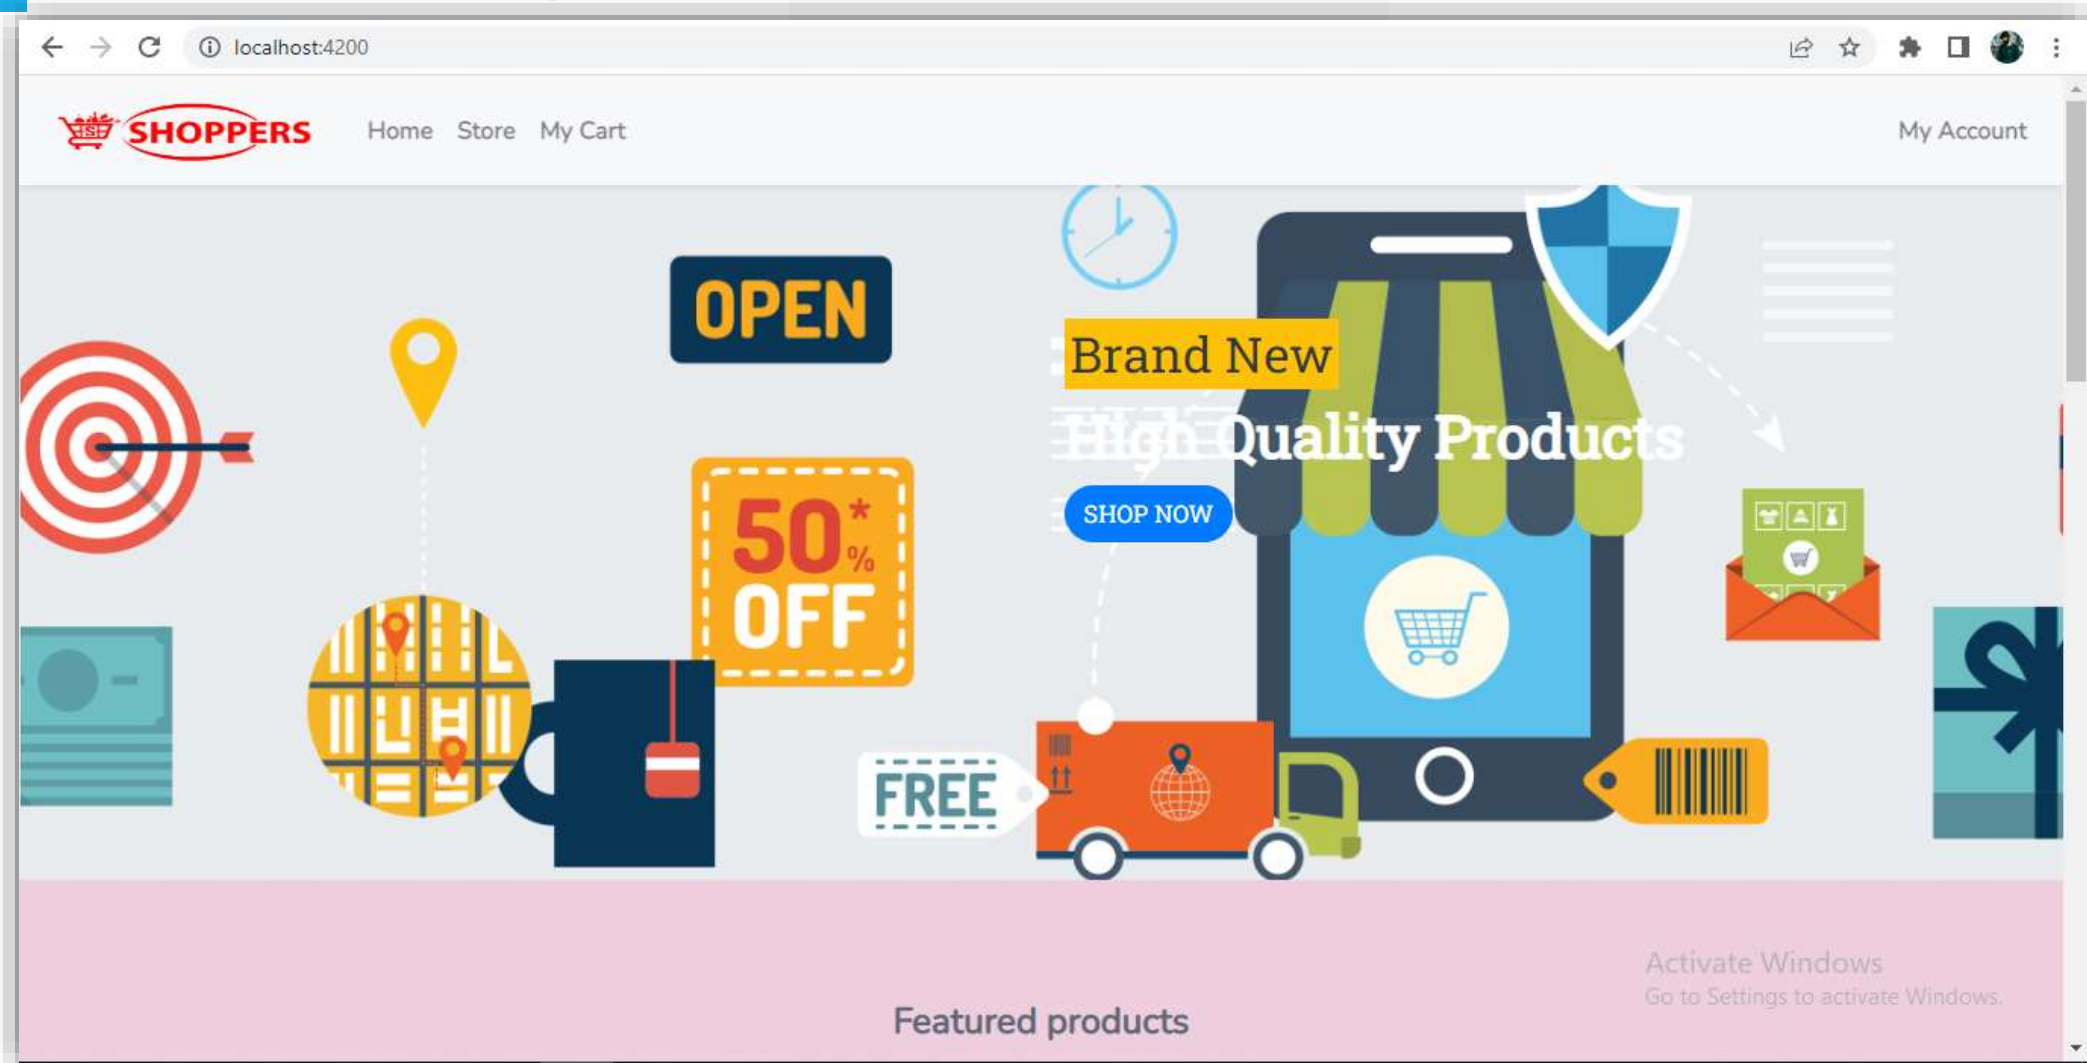 localhost:4200
SHOPPERS
Home Store My Cart
My Account
OPEN
Brand New
High Quality Products
SHOP NOW
50*%
OFF
FREE
Featured products
Activate Windows
Go to Settings to activate Windows.